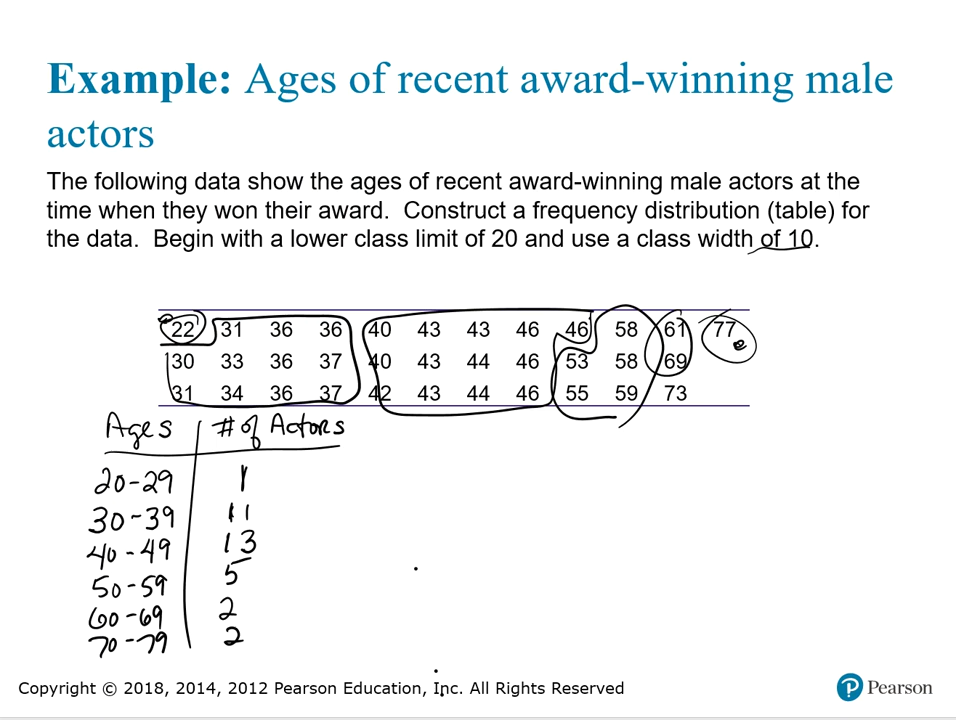 Example: Ages of recent award-winning male
actors
The following data show the ages of recent award-winning male actors at the
time when they won their award. Construct a frequency distribution (table) for
the data. Begin with a lower class limit of 20 and use a class width of 10.
22 31 36 36 40 43 43 46 46 58 61 77
30 33 36 37 40 43 44 46 53 58 69
31 34 36 37 42 43 44 46 55 59 73
Ages # of Actors
20-29 1
30-39 11
40-49 13
50-59 5
60-69 2
70-79 2
Copyright © 2018, 2014, 2012 Pearson Education, Inc. All Rights Reserved
Pearson